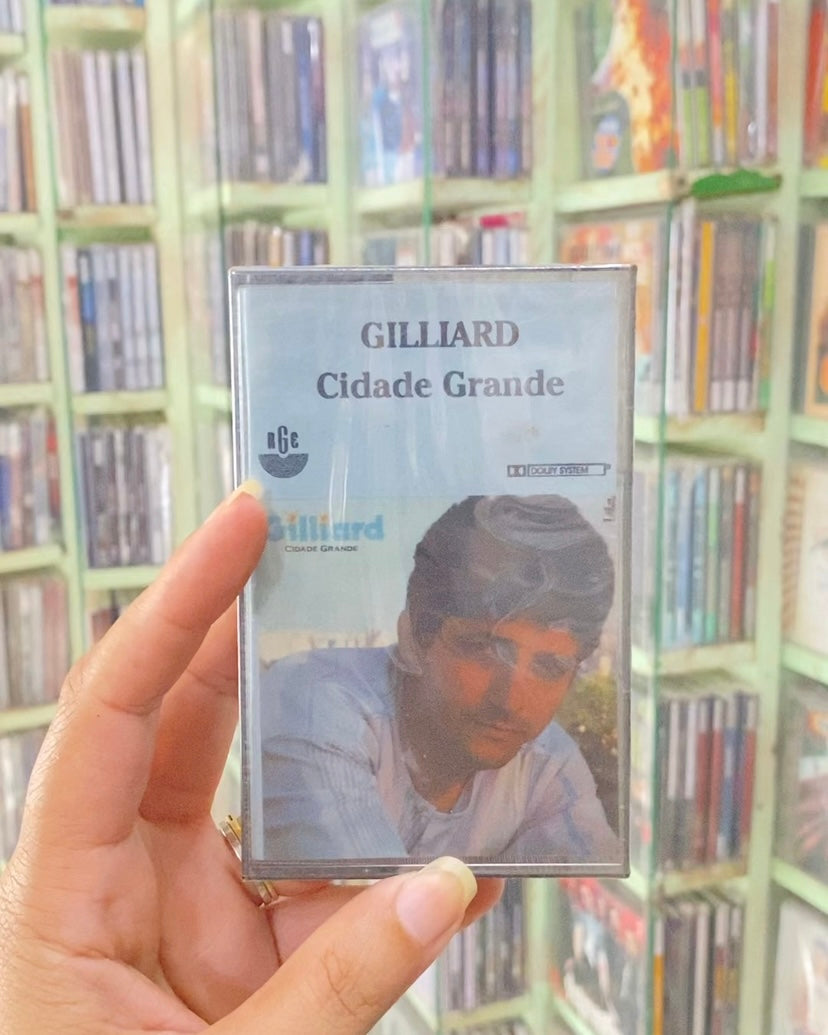 GILLIARD
Cidade Grande
RGE
DOLBY SYSTEM
Gilliard
CIDADE GRANDE